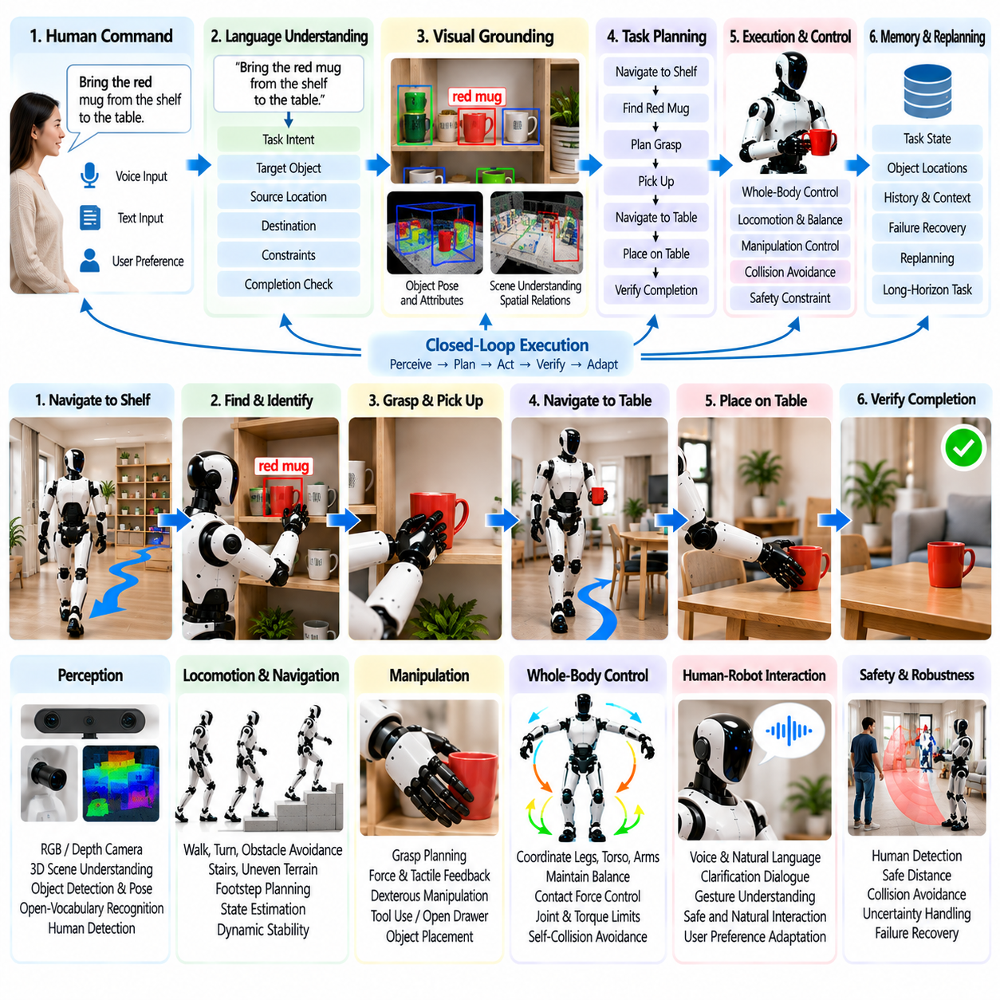 1. Human Command
Bring the red
mug from the shelf
to the table.
Voice Input
Text Input
User Preference
2. Language Understanding
“Bring the red mug
from the shelf
to the table.”
Task Intent
Target Object
Source Location
Destination
Constraints
Completion Check
3. Visual Grounding
red mug
Object Pose
and Attributes
Scene Understanding
Spatial Relations
4. Task Planning
Navigate to Shelf
Find Red Mug
Plan Grasp
Pick Up
Navigate to Table
Place on Table
Verify Completion
5. Execution & Control
Whole-Body Control
Locomotion & Balance
Manipulation Control
Collision Avoidance
Safety Constraint
6. Memory & Replanning
Task State
Object Locations
History & Context
Failure Recovery
Replanning
Long-Horizon Task
Closed-Loop Execution
Perceive → Plan → Act → Verify → Adapt
1. Navigate to Shelf
2. Find & Identify
red mug
3. Grasp & Pick Up
4. Navigate to Table
5. Place on Table
6. Verify Completion
Perception
RGB / Depth Camera
3D Scene Understanding
Object Detection & Pose
Open-Vocabulary Recognition
Human Detection
Locomotion & Navigation
Walk, Turn, Obstacle Avoidance
Stairs, Uneven Terrain
Footstep Planning
State Estimation
Dynamic Stability
Manipulation
Grasp Planning
Force & Tactile Feedback
Dexterous Manipulation
Tool Use / Open Drawer
Object Placement
Whole-Body Control
Coordinate Legs, Torso, Arms
Maintain Balance
Contact Force Control
Joint & Torque Limits
Self-Collision Avoidance
Human-Robot Interaction
Voice & Natural Language
Clarification Dialogue
Gesture Understanding
Safe and Natural Interaction
User Preference Adaptation
Safety & Robustness
Human Detection
Safe Distance
Collision Avoidance
Uncertainty Handling
Failure Recovery